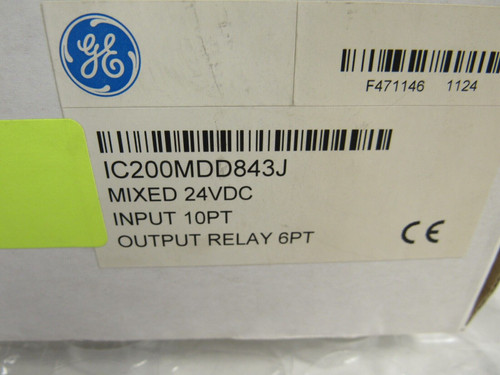 GE
F471146 1124
IC200MDD843J
MIXED 24VDC
INPUT 10PT
OUTPUT RELAY 6PT
CE